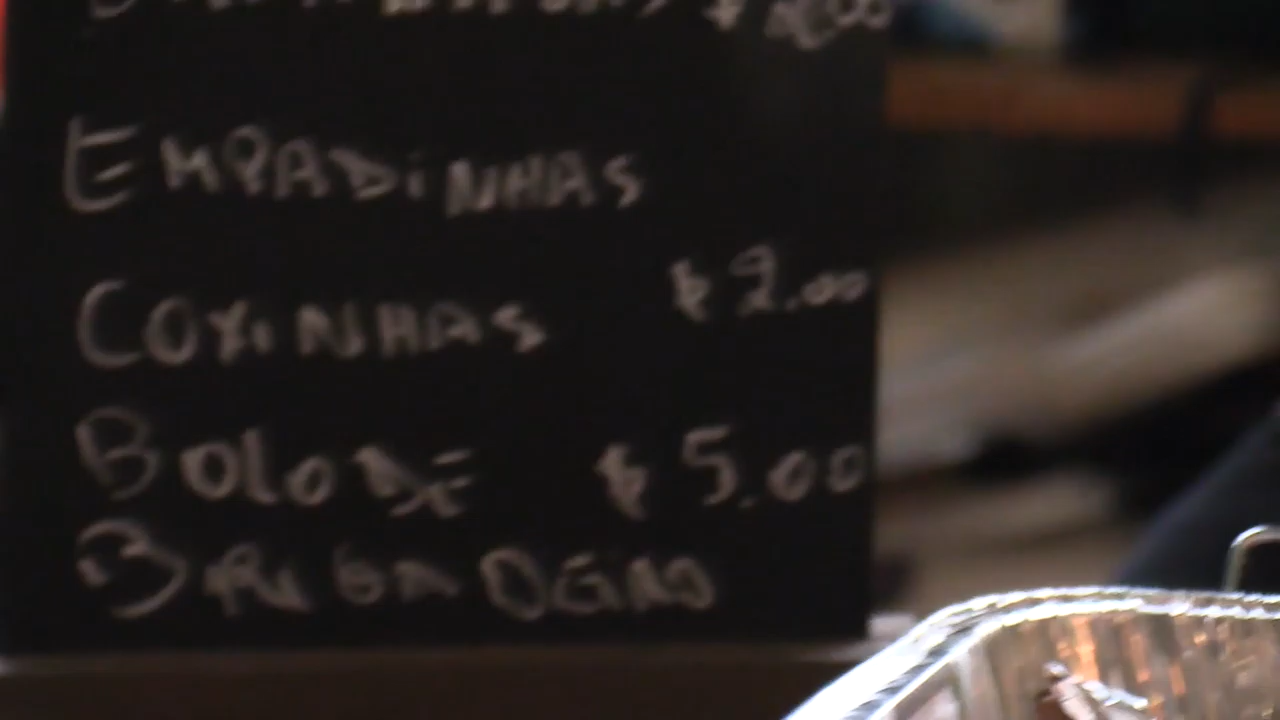 EMPADiNHAS
COXiNHAS $ 2.00
BOlO DE $ 5.00
BRiGADEiRO